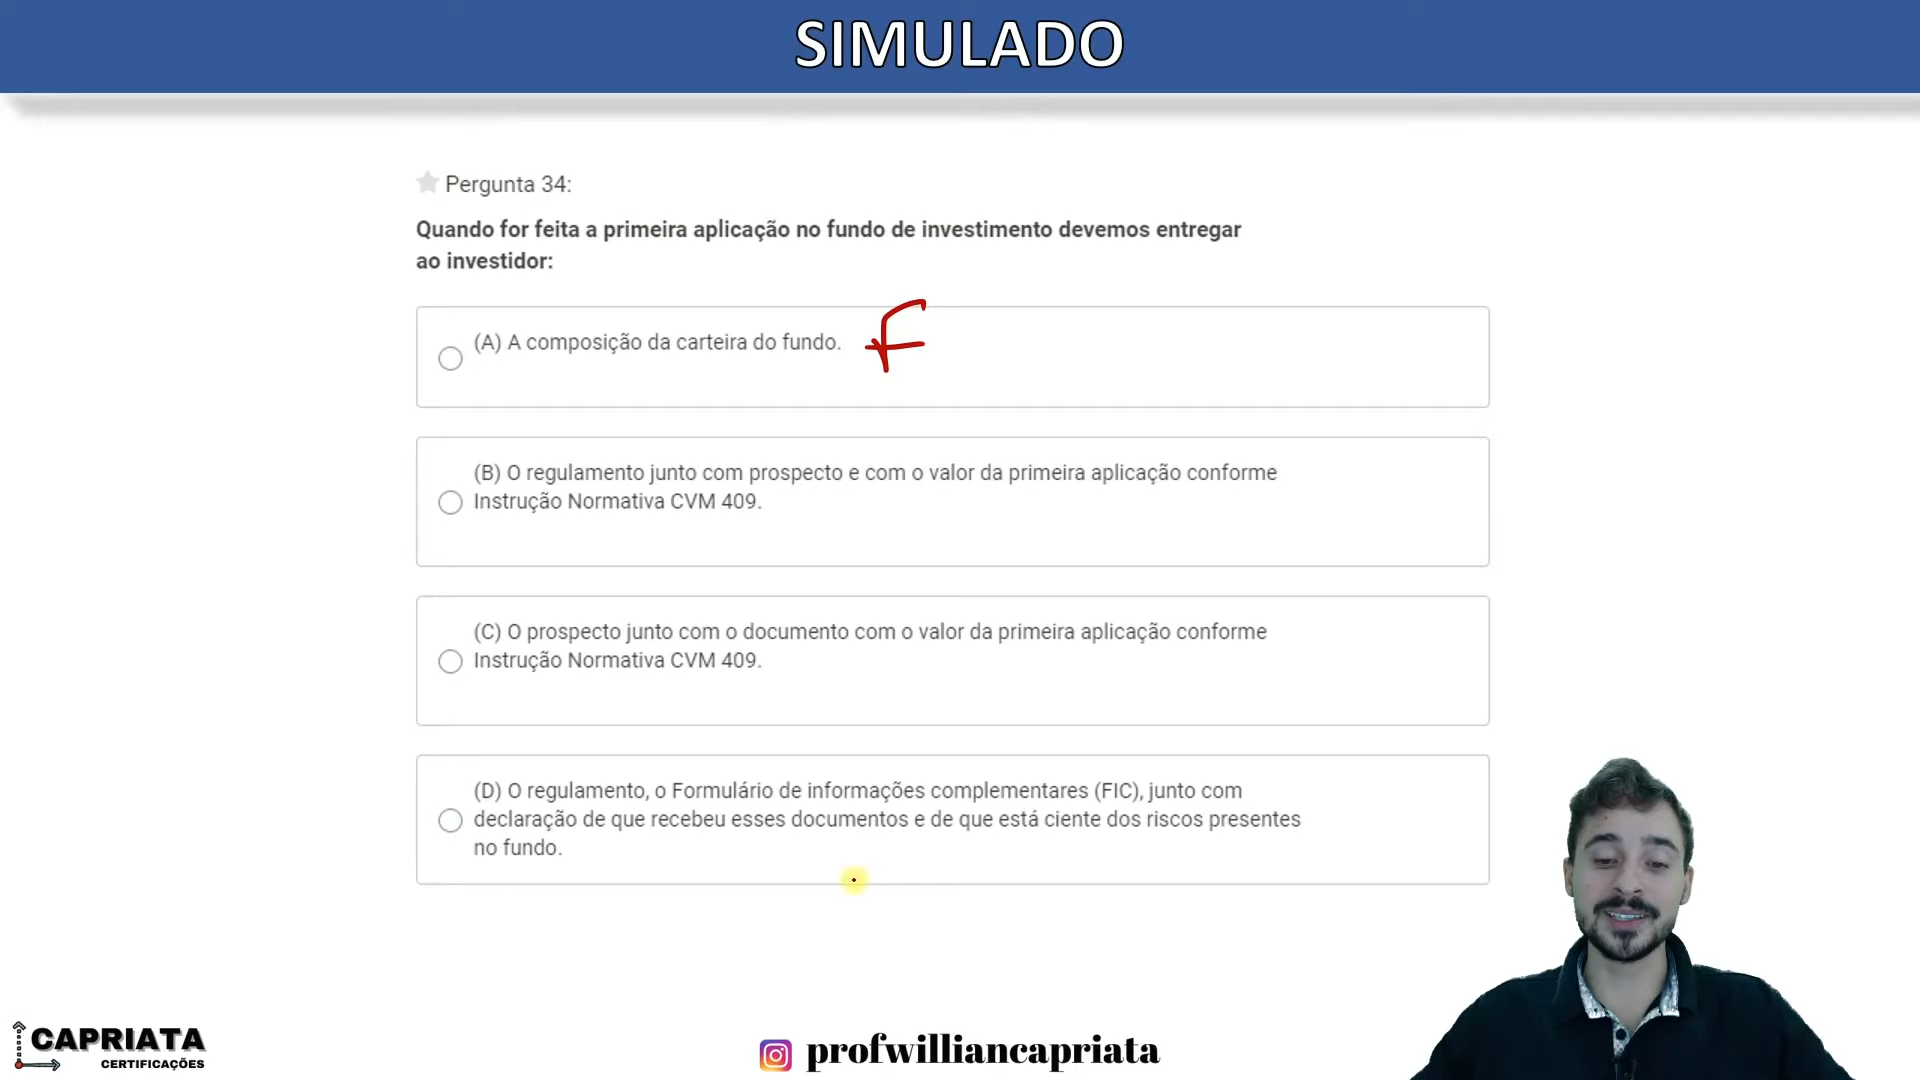 SIMULADO
Pergunta 34:
Quando for feita a primeira aplicação no fundo de investimento devemos entregar
ao investidor:
(A) A composição da carteira do fundo.
F
(B) O regulamento junto com prospecto e com o valor da primeira aplicação conforme
Instrução Normativa CVM 409.
(C) O prospecto junto com o documento com o valor da primeira aplicação conforme
Instrução Normativa CVM 409.
(D) O regulamento, o Formulário de informações complementares (FIC), junto com
declaração de que recebeu esses documentos e de que está ciente dos riscos presentes
no fundo.
CAPRIATA
CERTIFICAÇÕES
profwilliancapriata